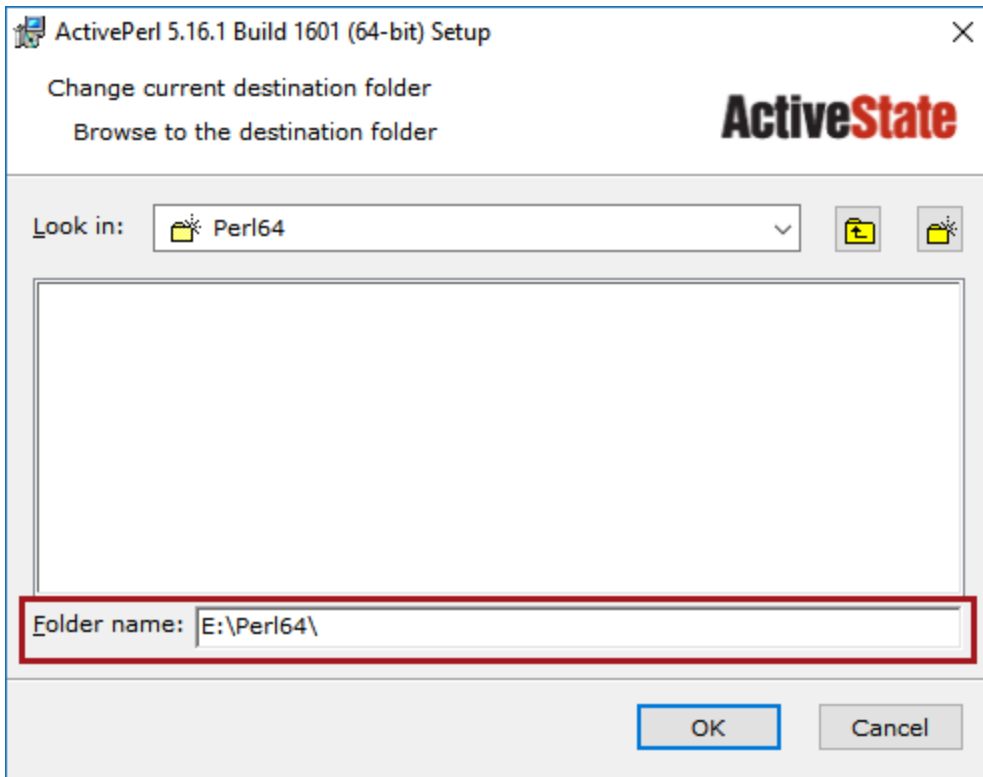 ActivePerl 5.16.1 Build 1601 (64-bit) Setup
Change current destination folder
Browse to the destination folder
ActiveState
Look in: Perl64
Folder name: E:\Perl64\
OK Cancel